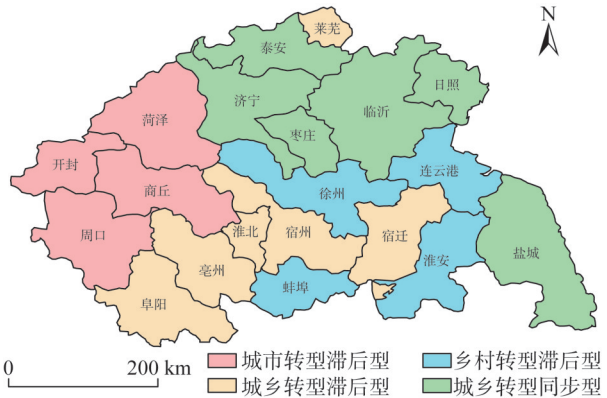 莱芜
N
泰安
日照
济宁
临沂
菏泽
枣庄
开封
连云港
商丘
徐州
周口
淮北
宿州
宿迁
盐城
亳州
淮安
蚌埠
阜阳
0 200 km
城市转型滞后型 乡村转型滞后型
城乡转型滞后型 城乡转型同步型